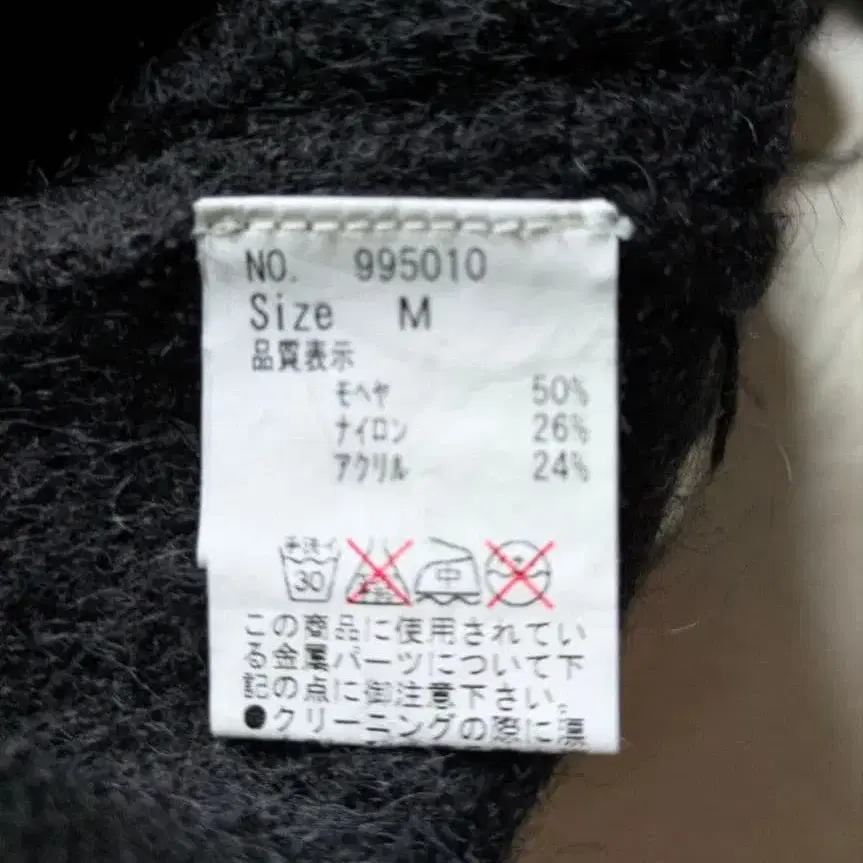 NO. 995010
Size M
品質表示
モヘヤ 50%
ナイロン 26%
アクリル 24%
手洗イ 30 中
この商品に使用されてい
る金属パーツについて下
記の点に御注意下さい。
●クリーニングの際に